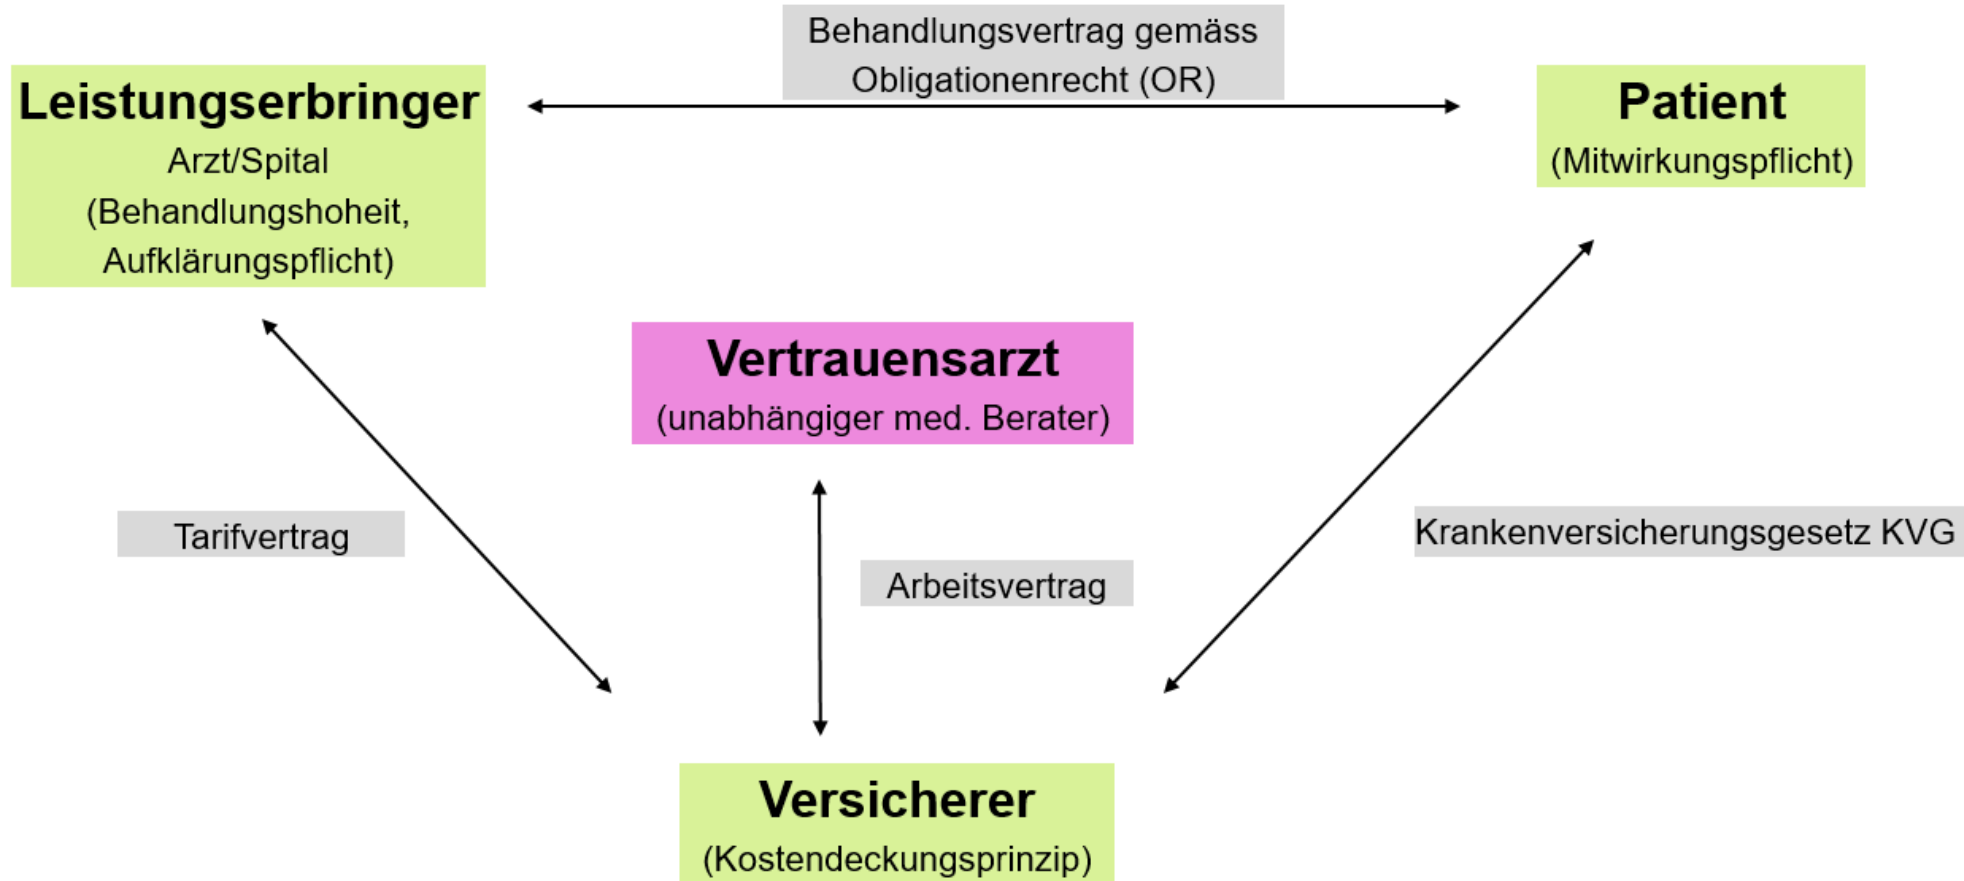 Behandlungsvertrag gemäss
Obligationenrecht (OR)
Leistungserbringer
Arzt/Spital
(Behandlungshoheit,
Aufklärungspflicht)
Patient
(Mitwirkungspflicht)
Vertrauensarzt
(unabhängiger med. Berater)
Tarifvertrag
Arbeitsvertrag
Krankenversicherungsgesetz KVG
Versicherer
(Kostendeckungsprinzip)